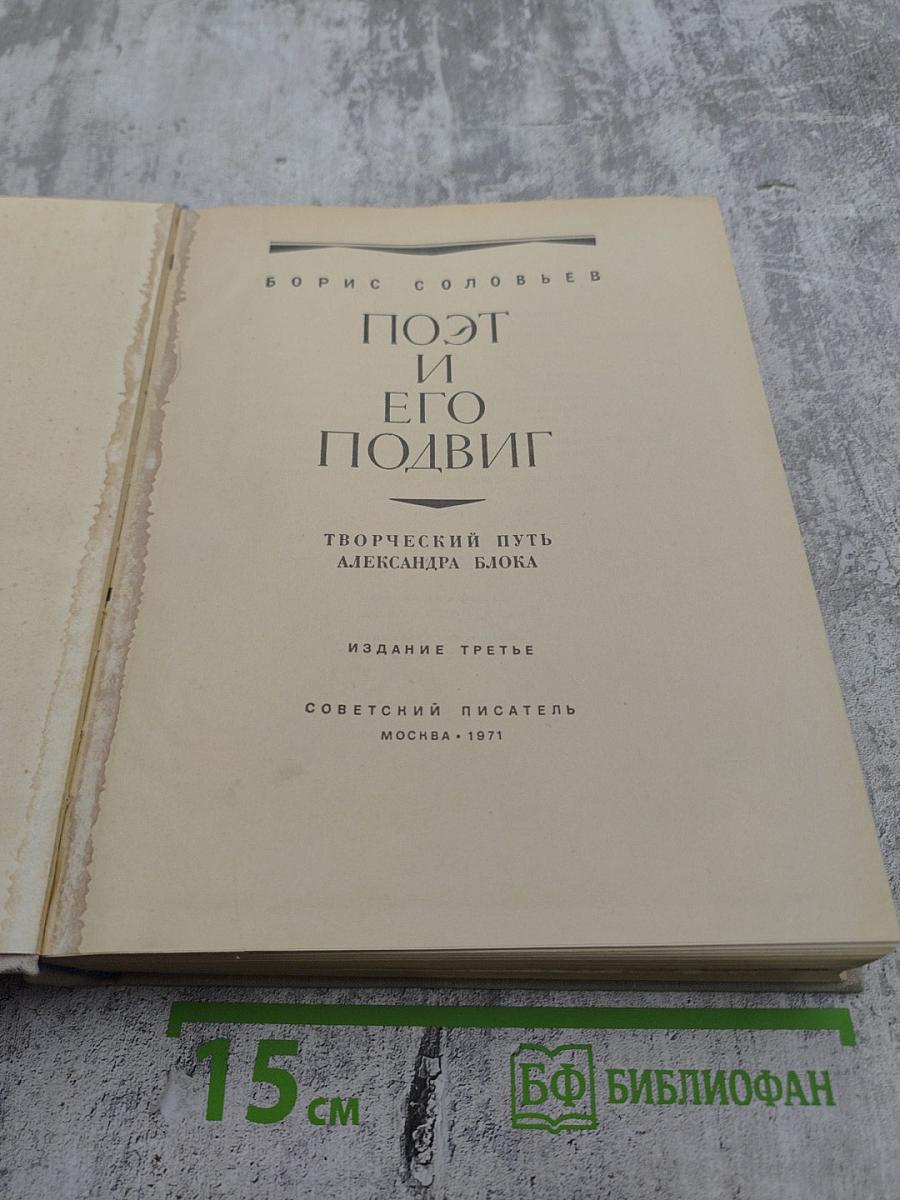 БОРИС СОЛОВЬЕВ
ПОЭТ
И
ЕГО
ПОДВИГ
ТВОРЧЕСКИЙ ПУТЬ
АЛЕКСАНДРА БЛОКА
ИЗДАНИЕ ТРЕТЬЕ
СОВЕТСКИЙ ПИСАТЕЛЬ
МОСКВА • 1971
15 см
БФ БИБЛИОФАН